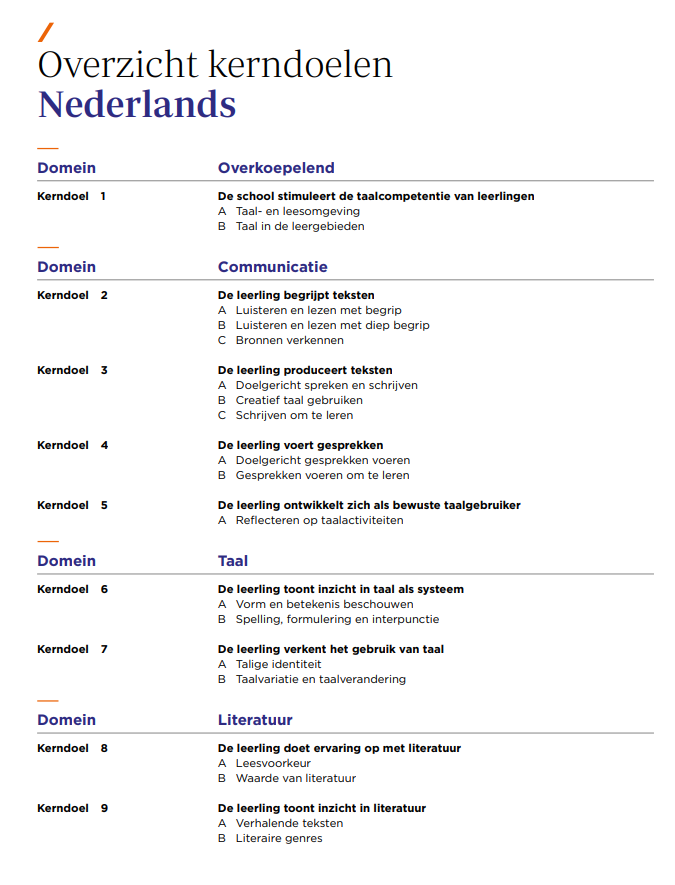 Overzicht kerndoelen
Nederlands
Domein Overkoepelend
Kerndoel 1 De school stimuleert de taalcompetentie van leerlingen
A Taal- en leesomgeving
B Taal in de leergebieden
Domein Communicatie
Kerndoel 2 De leerling begrijpt teksten
A Luisteren en lezen met begrip
B Luisteren en lezen met diep begrip
C Bronnen verkennen
Kerndoel 3 De leerling produceert teksten
A Doelgericht spreken en schrijven
B Creatief taal gebruiken
C Schrijven om te leren
Kerndoel 4 De leerling voert gesprekken
A Doelgericht gesprekken voeren
B Gesprekken voeren om te leren
Kerndoel 5 De leerling ontwikkelt zich als bewuste taalgebruiker
A Reflecteren op taalactiviteiten
Domein Taal
Kerndoel 6 De leerling toont inzicht in taal als systeem
A Vorm en betekenis beschouwen
B Spelling, formulering en interpunctie
Kerndoel 7 De leerling verkent het gebruik van taal
A Talige identiteit
B Taalvariatie en taalverandering
Domein Literatuur
Kerndoel 8 De leerling doet ervaring op met literatuur
A Leesvoorkeur
B Waarde van literatuur
Kerndoel 9 De leerling toont inzicht in literatuur
A Verhalende teksten
B Literaire genres